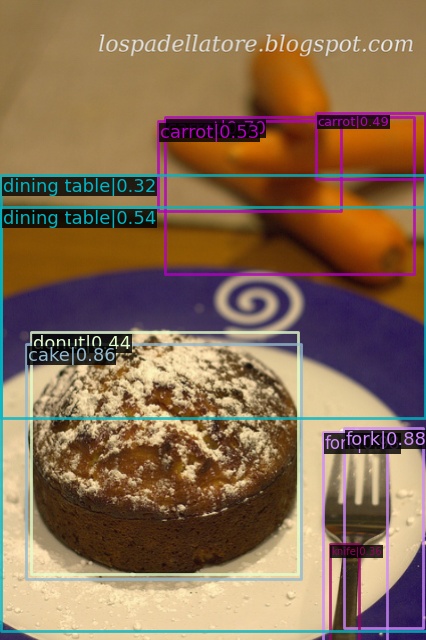 lospadellatore.blogspot.com
carrot|0.53
carrot|0.49
dining table|0.32
dining table|0.54
donut|0.44
cake|0.86
fork|0.88